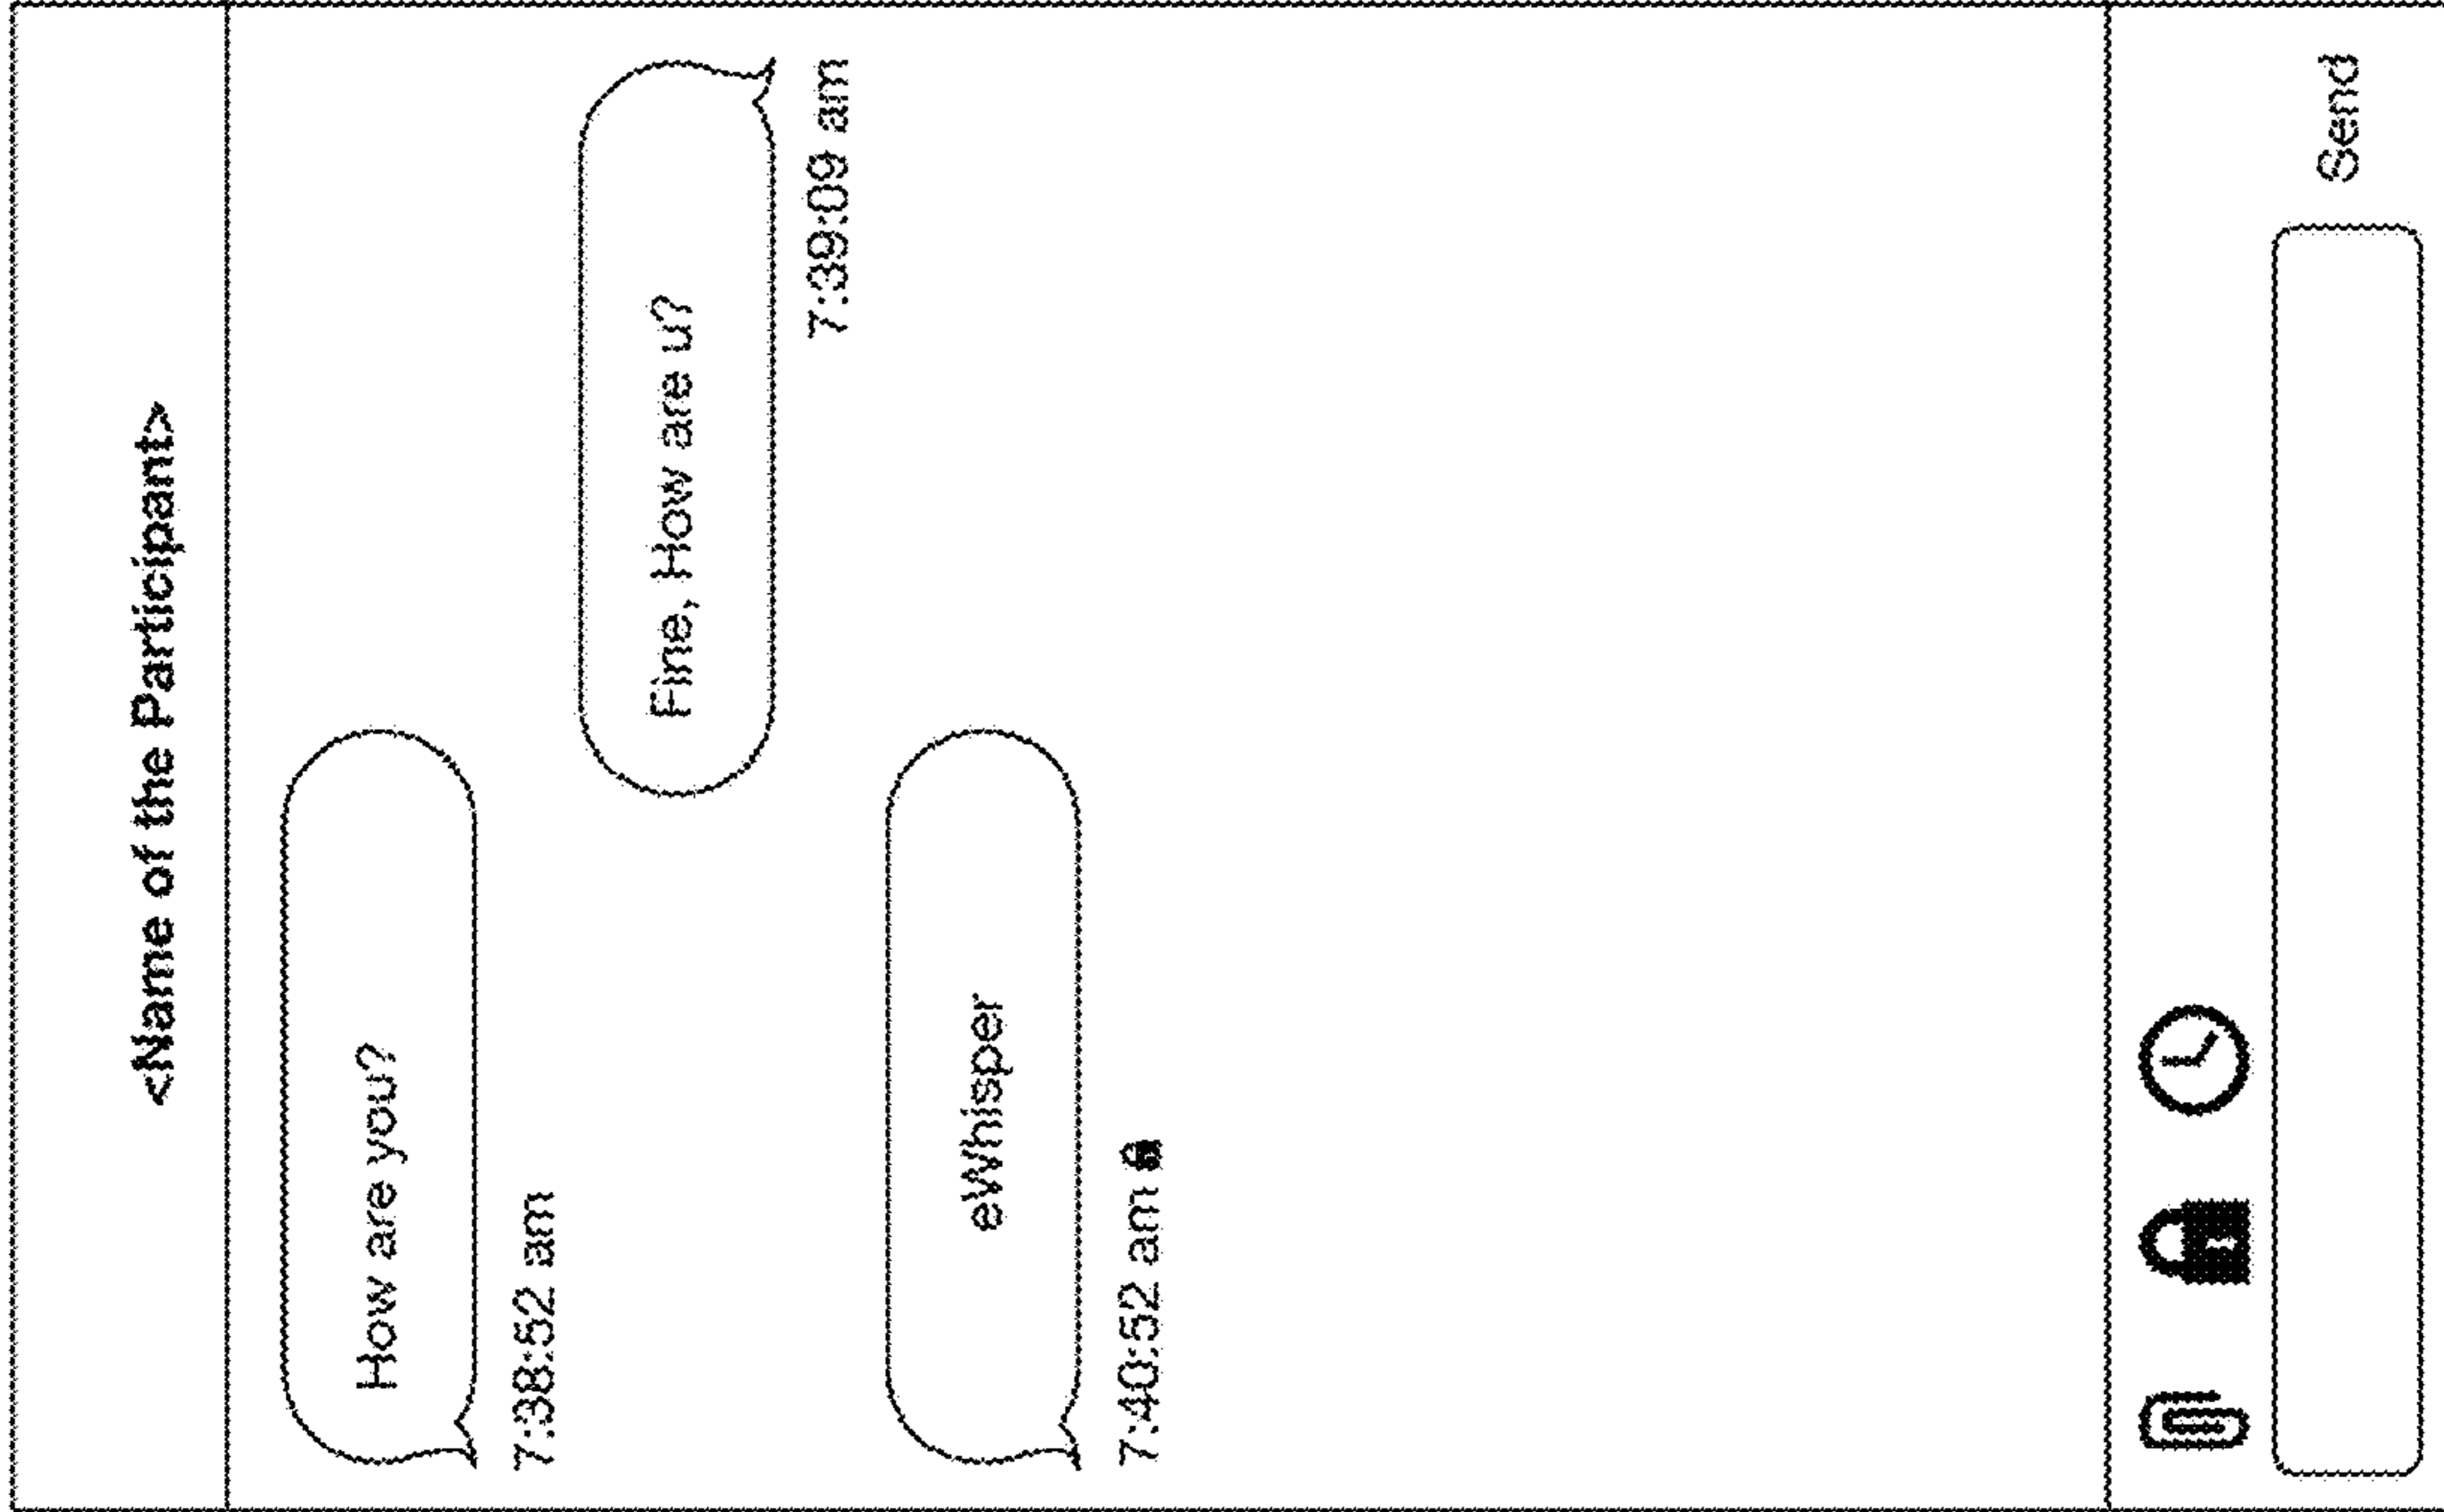 <Name of the Participant>
How are you?
7:38:52 am
Fine, How are u?
7:39:09 am
eWhisper
7:40:52 am
Send